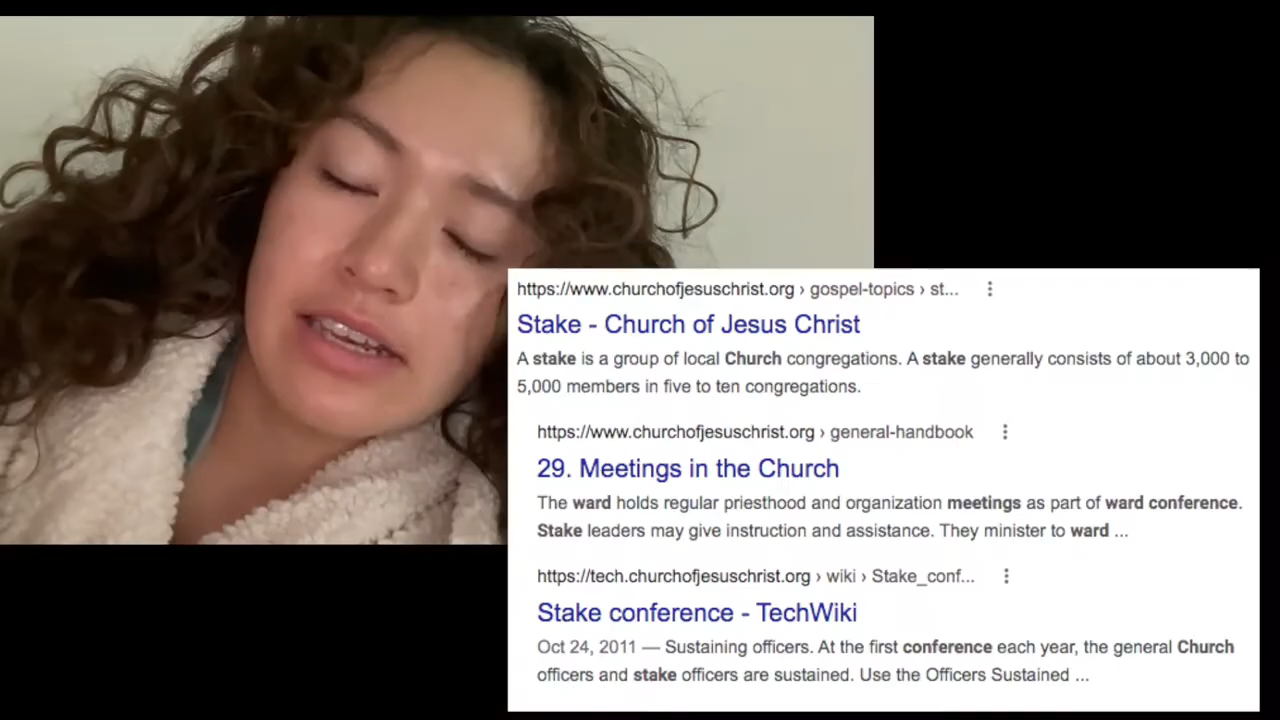 https://www.churchofjesuschrist.org › gospel-topics › st...
Stake - Church of Jesus Christ
A stake is a group of local Church congregations. A stake generally consists of about 3,000 to
5,000 members in five to ten congregations.
https://www.churchofjesuschrist.org › general-handbook
29. Meetings in the Church
The ward holds regular priesthood and organization meetings as part of ward conference.
Stake leaders may give instruction and assistance. They minister to ward ...
https://tech.churchofjesuschrist.org › wiki › Stake_conf...
Stake conference - TechWiki
Oct 24, 2011 — Sustaining officers. At the first conference each year, the general Church
officers and stake officers are sustained. Use the Officers Sustained ...